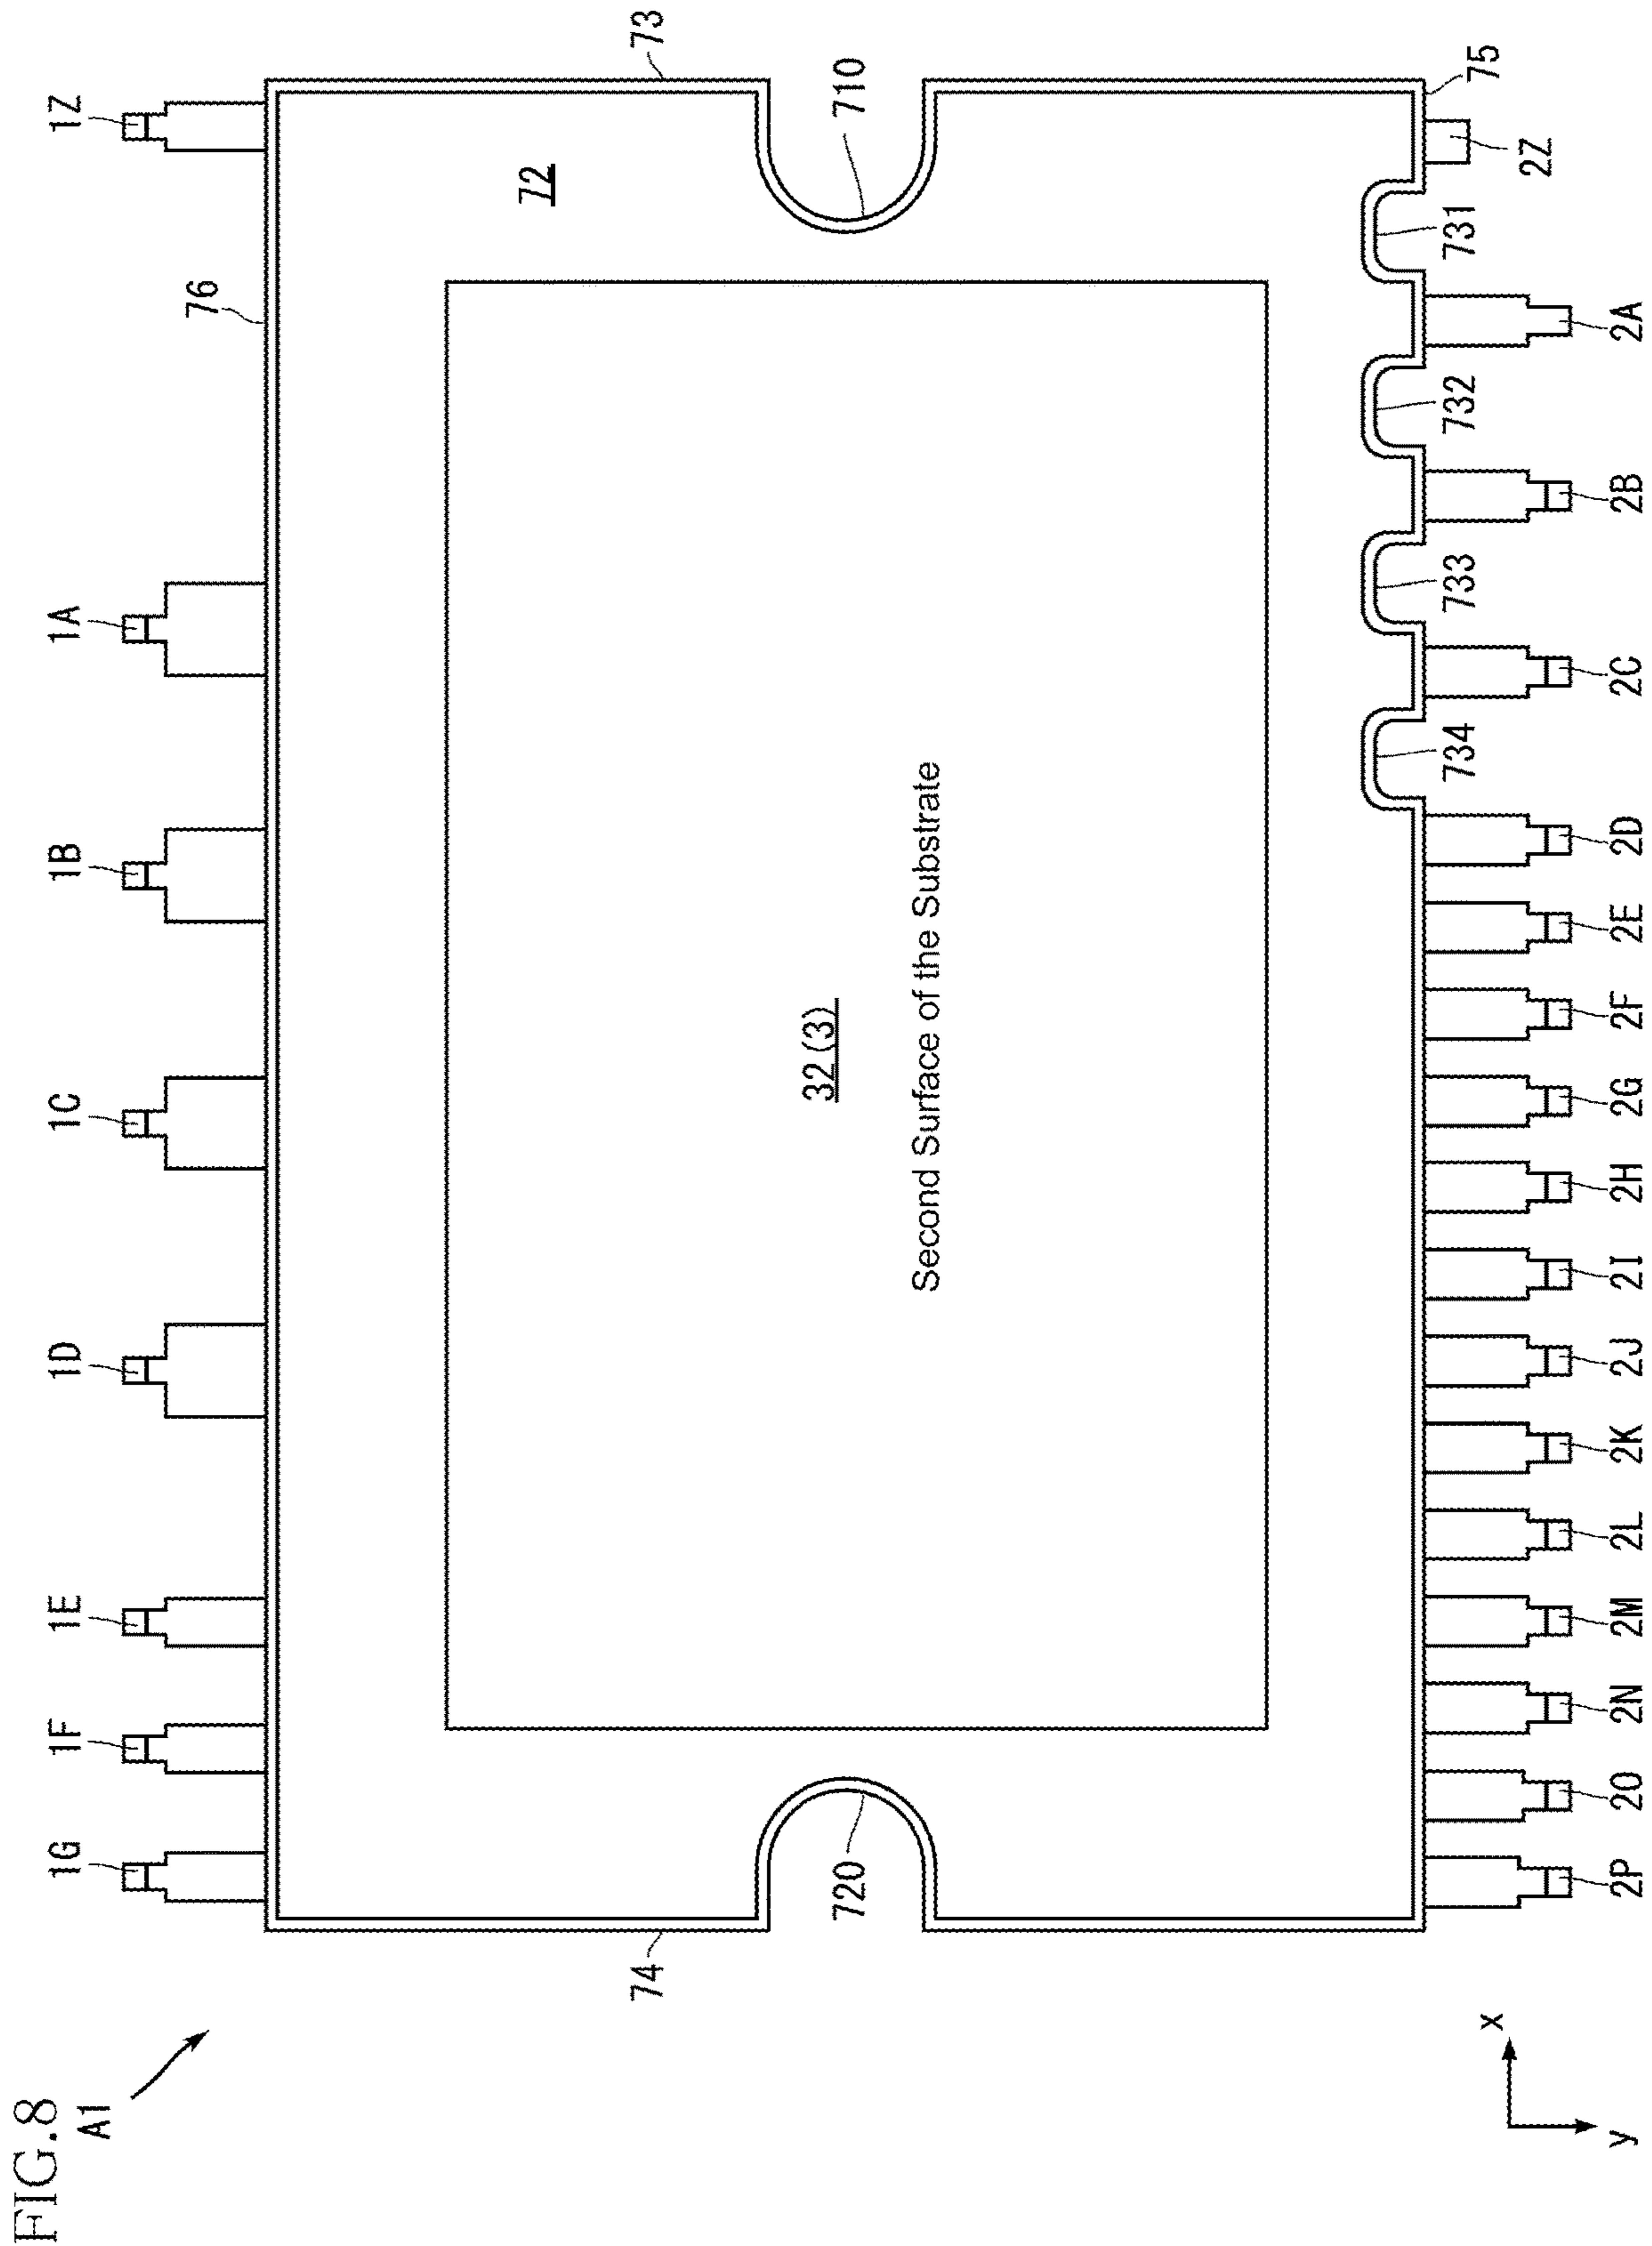 FIG.8
A1
1G 1F 1E 1D 1C 1B 1A 1Z
76
72
74 73
32(3)
720 710
Second Surface of the Substrate
734 733 732 731 75
x
2Z
2P 2O 2N 2M 2L 2K 2J 2I 2H 2G 2F 2E 2D 2C 2B 2A
y